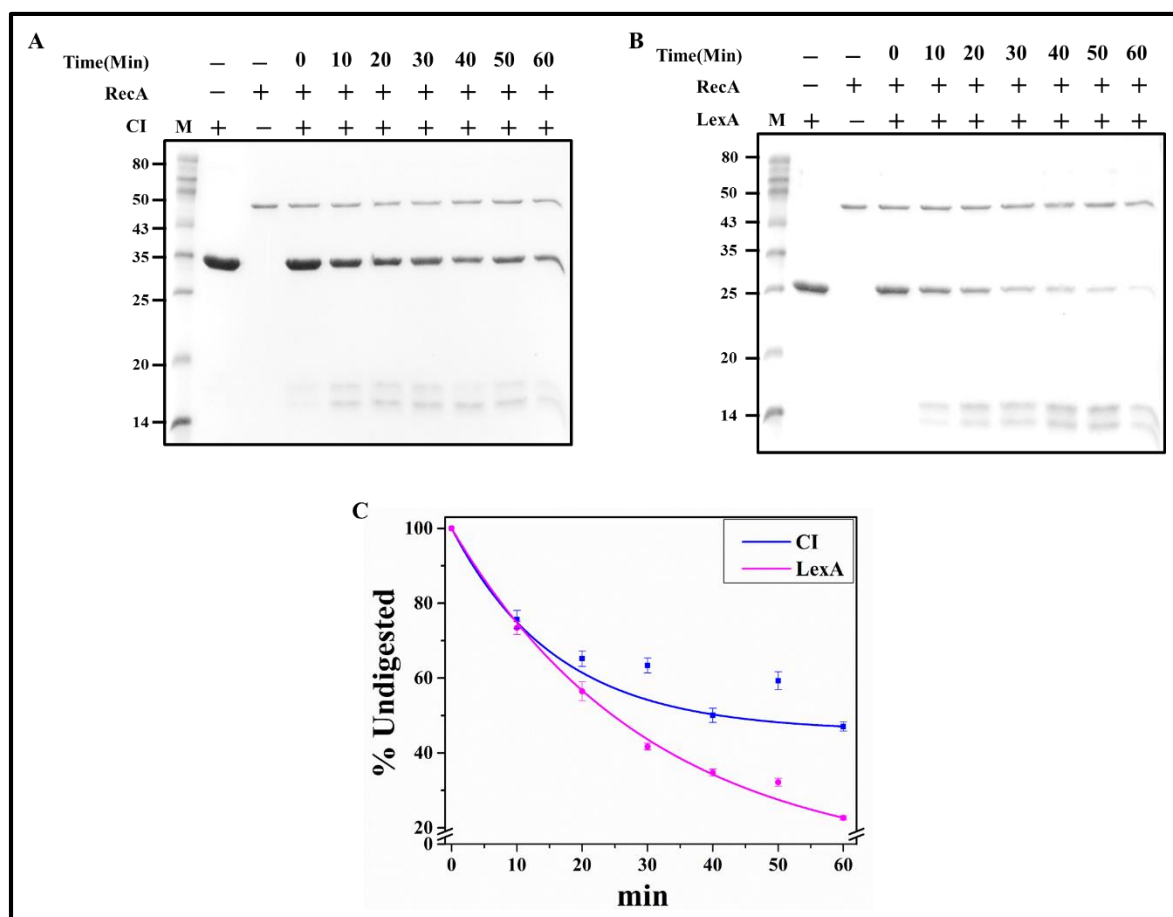 A
Time(Min) – – 0 10 20 30 40 50 60
RecA – + + + + + + + +
CI M + – + + + + + + +
80
50
43
35
25
20
14
B
Time(Min) – – 0 10 20 30 40 50 60
RecA – + + + + + + + +
LexA M + – + + + + + + +
80
50
43
35
25
20
14
C
CI
LexA
% Undigested
100
80
60
40
20
0
0 10 20 30 40 50 60
min